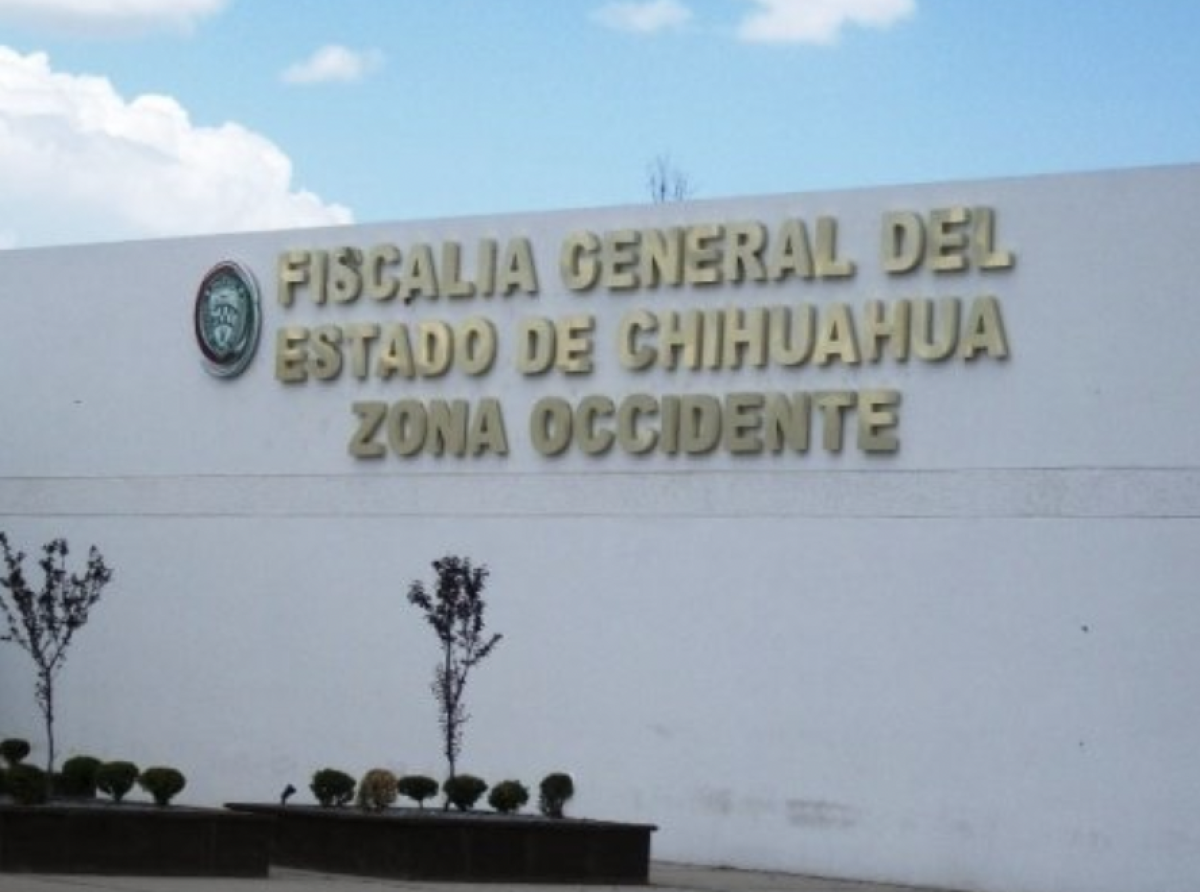 FISCALIA GENERAL DEL
ESTADO DE CHIHUAHUA
ZONA OCCIDENTE